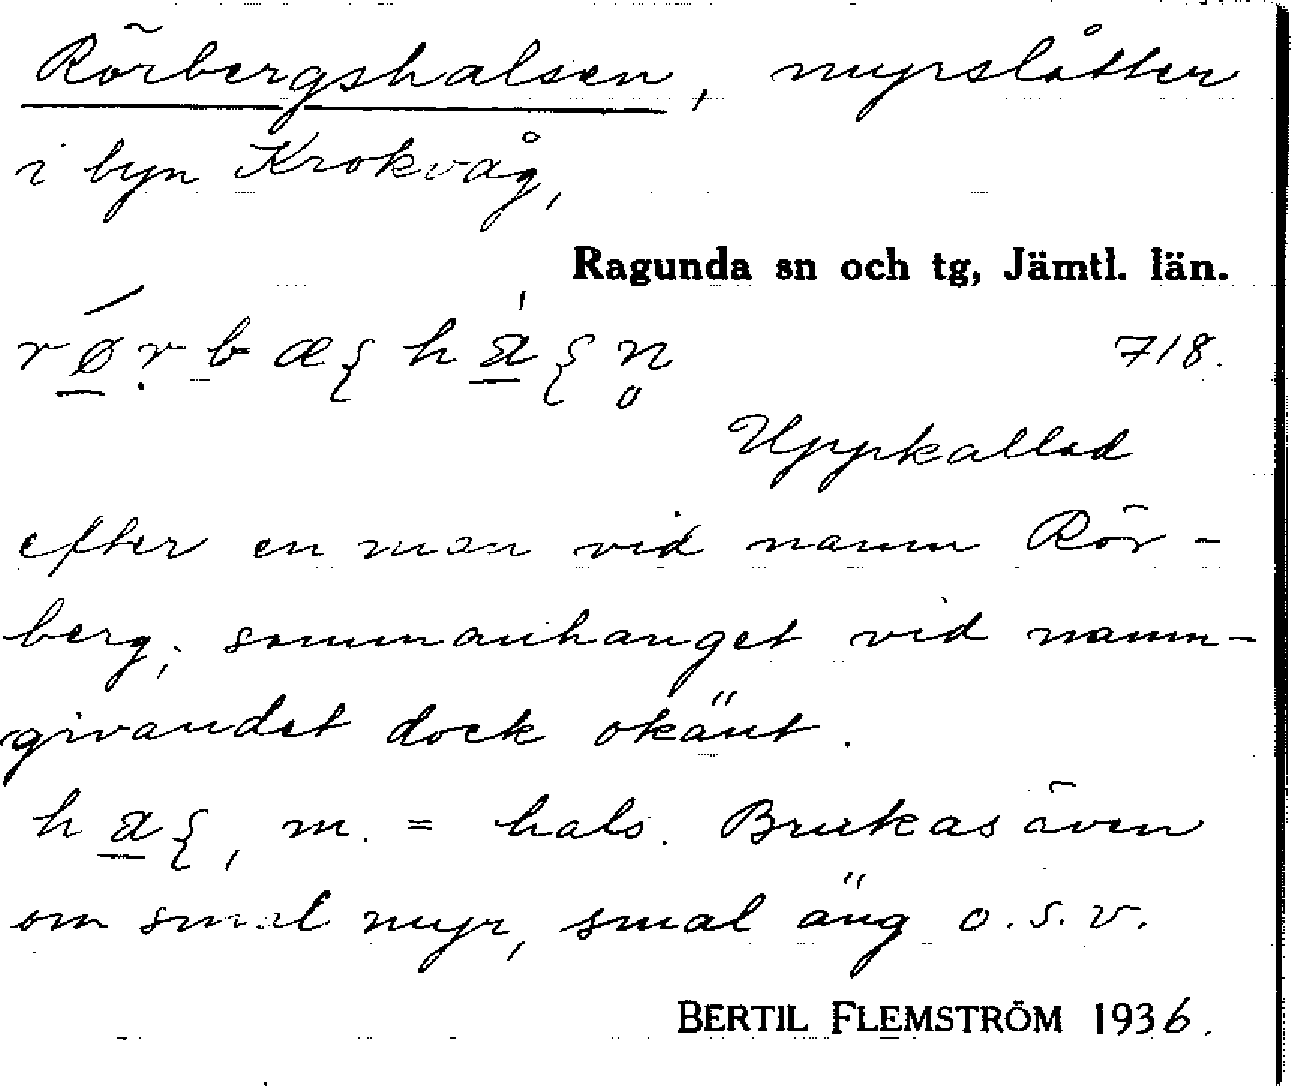 Rörbergshalsen, myrslåtter
i byn Krokvåg,
Ragunda sn och tg, Jämtl. län.
718.
Uppkallad
efter en man vid namn Rör-
berg; sammanhanget vid namn-
givandet dock okänt.
m. = hals. Brukas även
om smal myr, smal äng o.s.v.
BERTIL FLEMSTRÖM 1936.